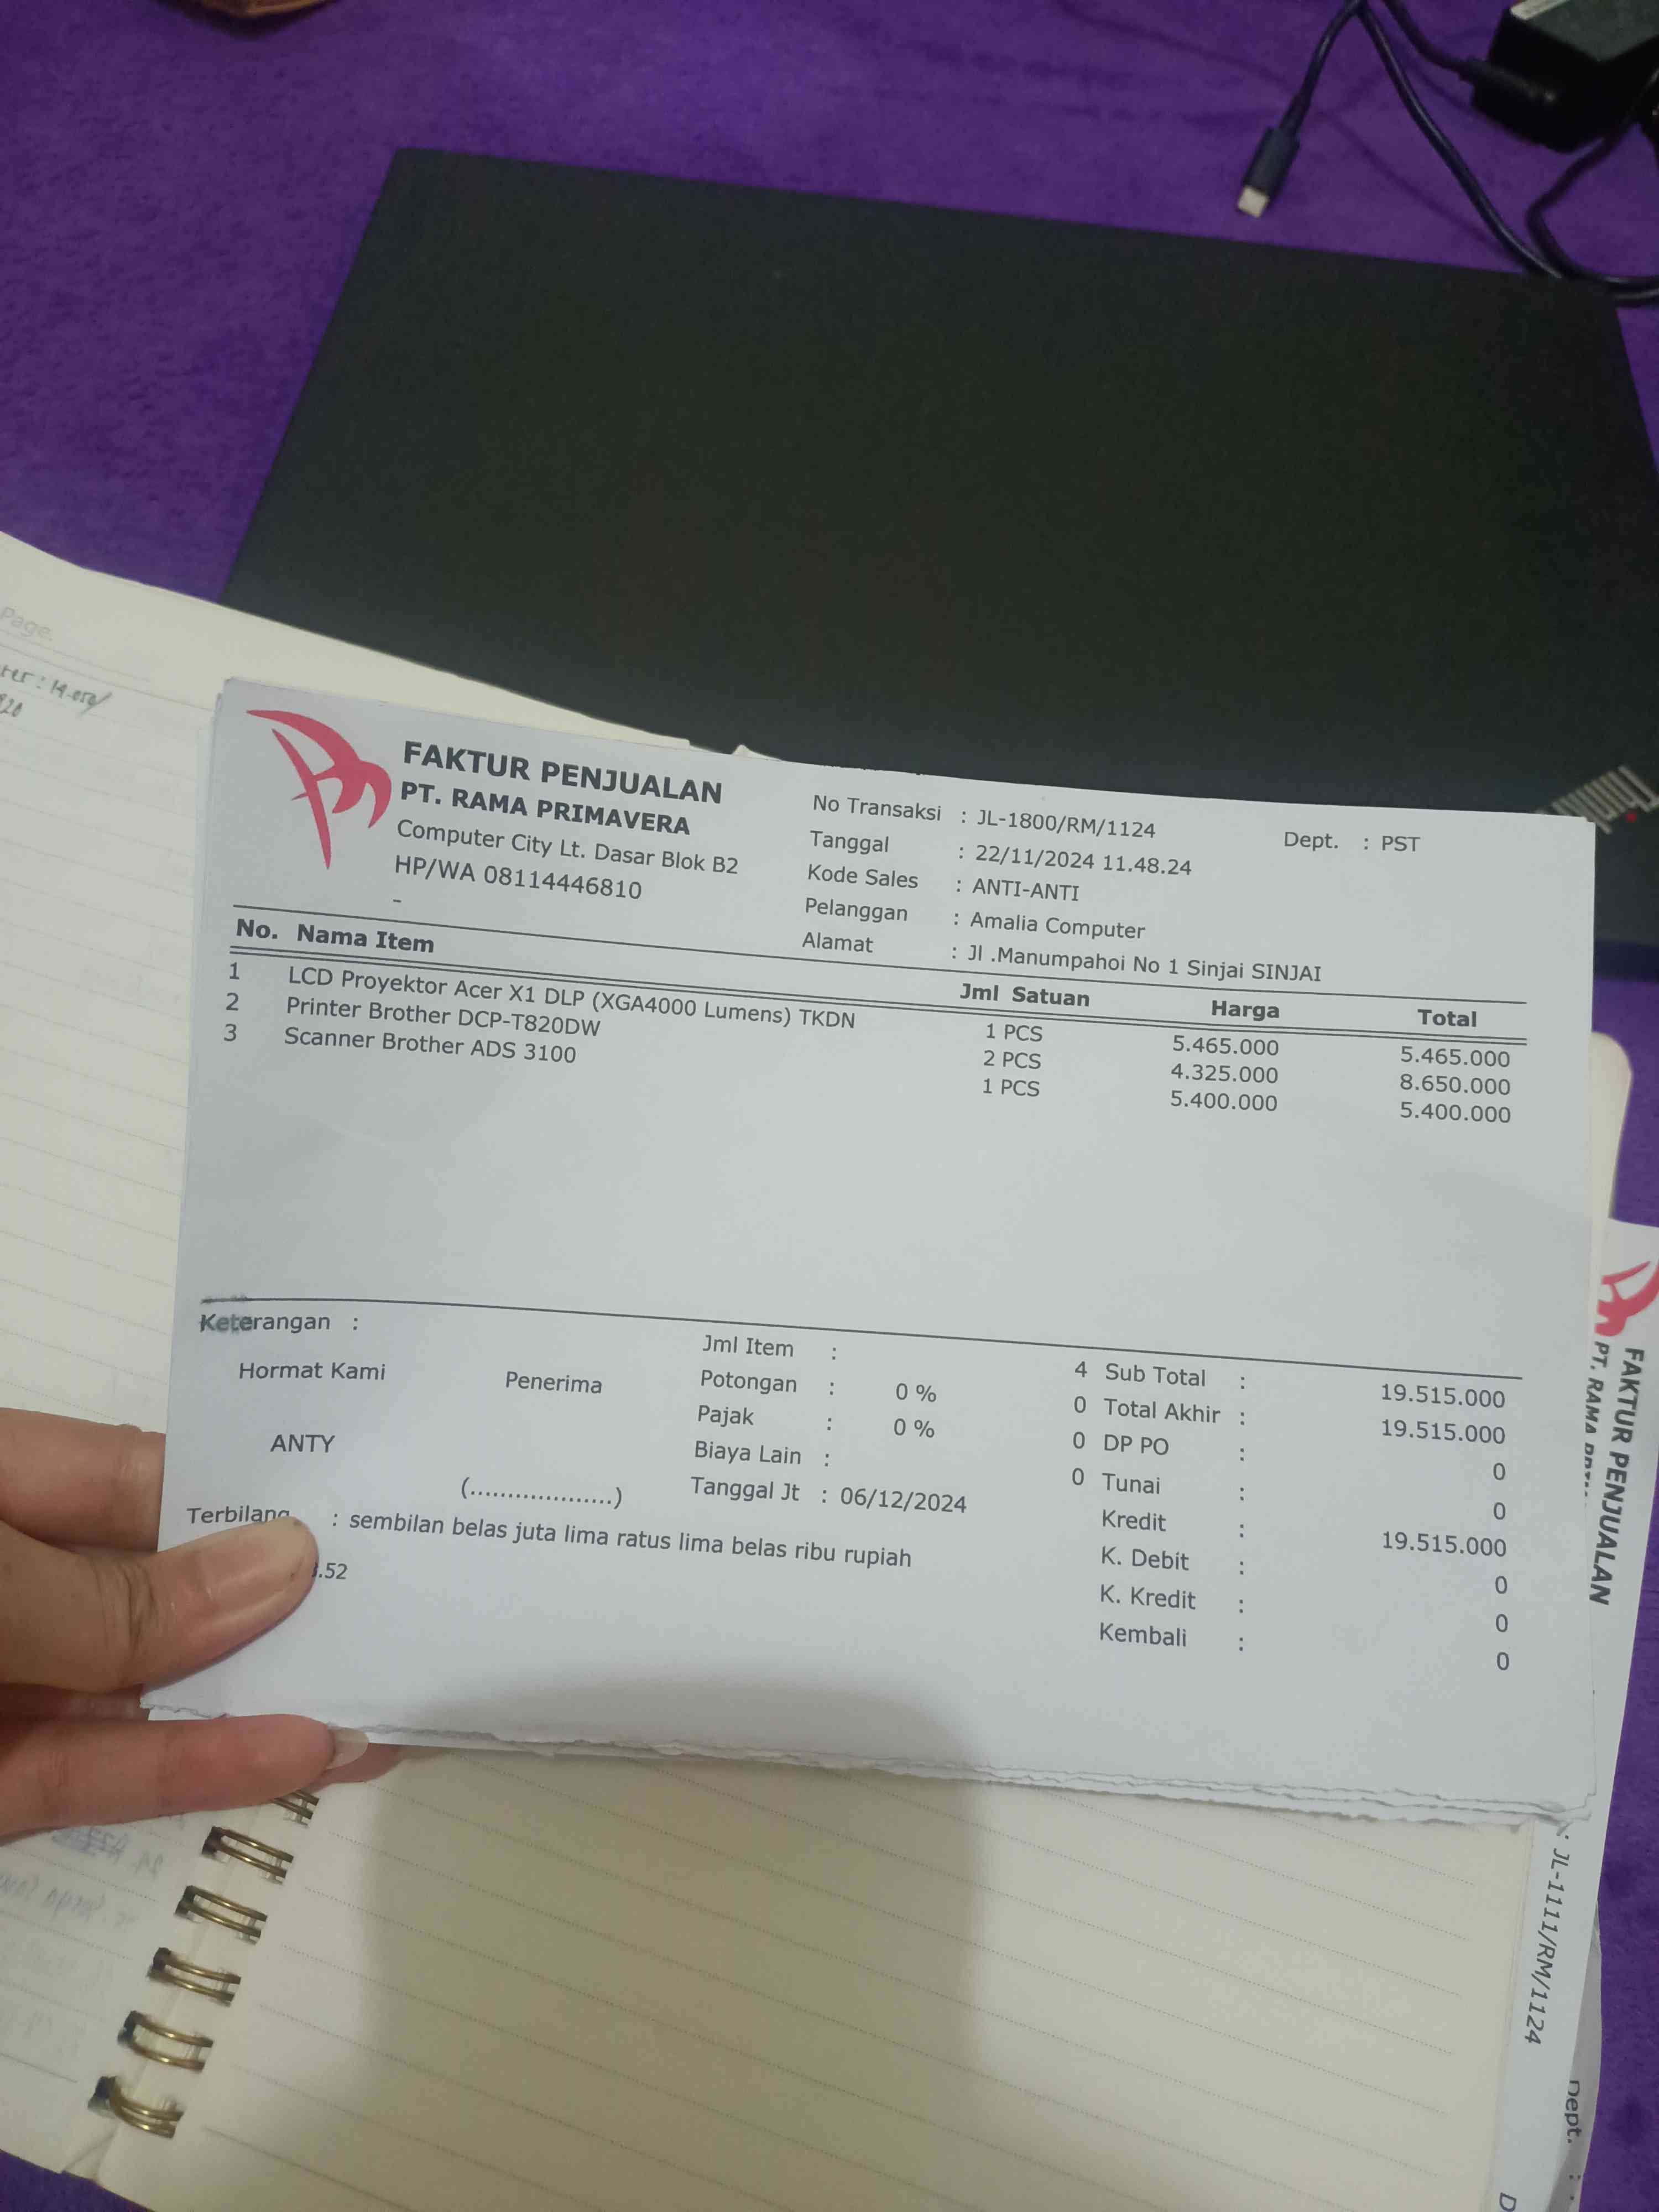 Page
FAKTUR PENJUALAN
PT. RAMA PRIMAVERA
Computer City Lt. Dasar Blok B2
HP/WA 08114446810
-
No Transaksi : JL-1800/RM/1124 Dept. : PST
Tanggal : 22/11/2024 11.48.24
Kode Sales : ANTI-ANTI
Pelanggan : Amalia Computer
Alamat : Jl .Manumpahoi No 1 Sinjai SINJAI
No. Nama Item Jml Satuan Harga Total
1 LCD Proyektor Acer X1 DLP (XGA4000 Lumens) TKDN 1 PCS 5.465.000 5.465.000
2 Printer Brother DCP-T820DW 2 PCS 4.325.000 8.650.000
3 Scanner Brother ADS 3100 1 PCS 5.400.000 5.400.000
Keterangan :
Hormat Kami Penerima
ANTY
(...................)
Jml Item : 4
Potongan : 0 % 0
Pajak : 0 % 0
Biaya Lain : 0
Tanggal Jt : 06/12/2024
Sub Total : 19.515.000
Total Akhir : 19.515.000
DP PO : 0
Tunai : 0
Kredit : 19.515.000
K. Debit : 0
K. Kredit : 0
Kembali : 0
Terbilang : sembilan belas juta lima ratus lima belas ribu rupiah
.52
FAKTUR PENJUALAN
PT. RAMA
: JL-1111/RM/1124
Dept. :